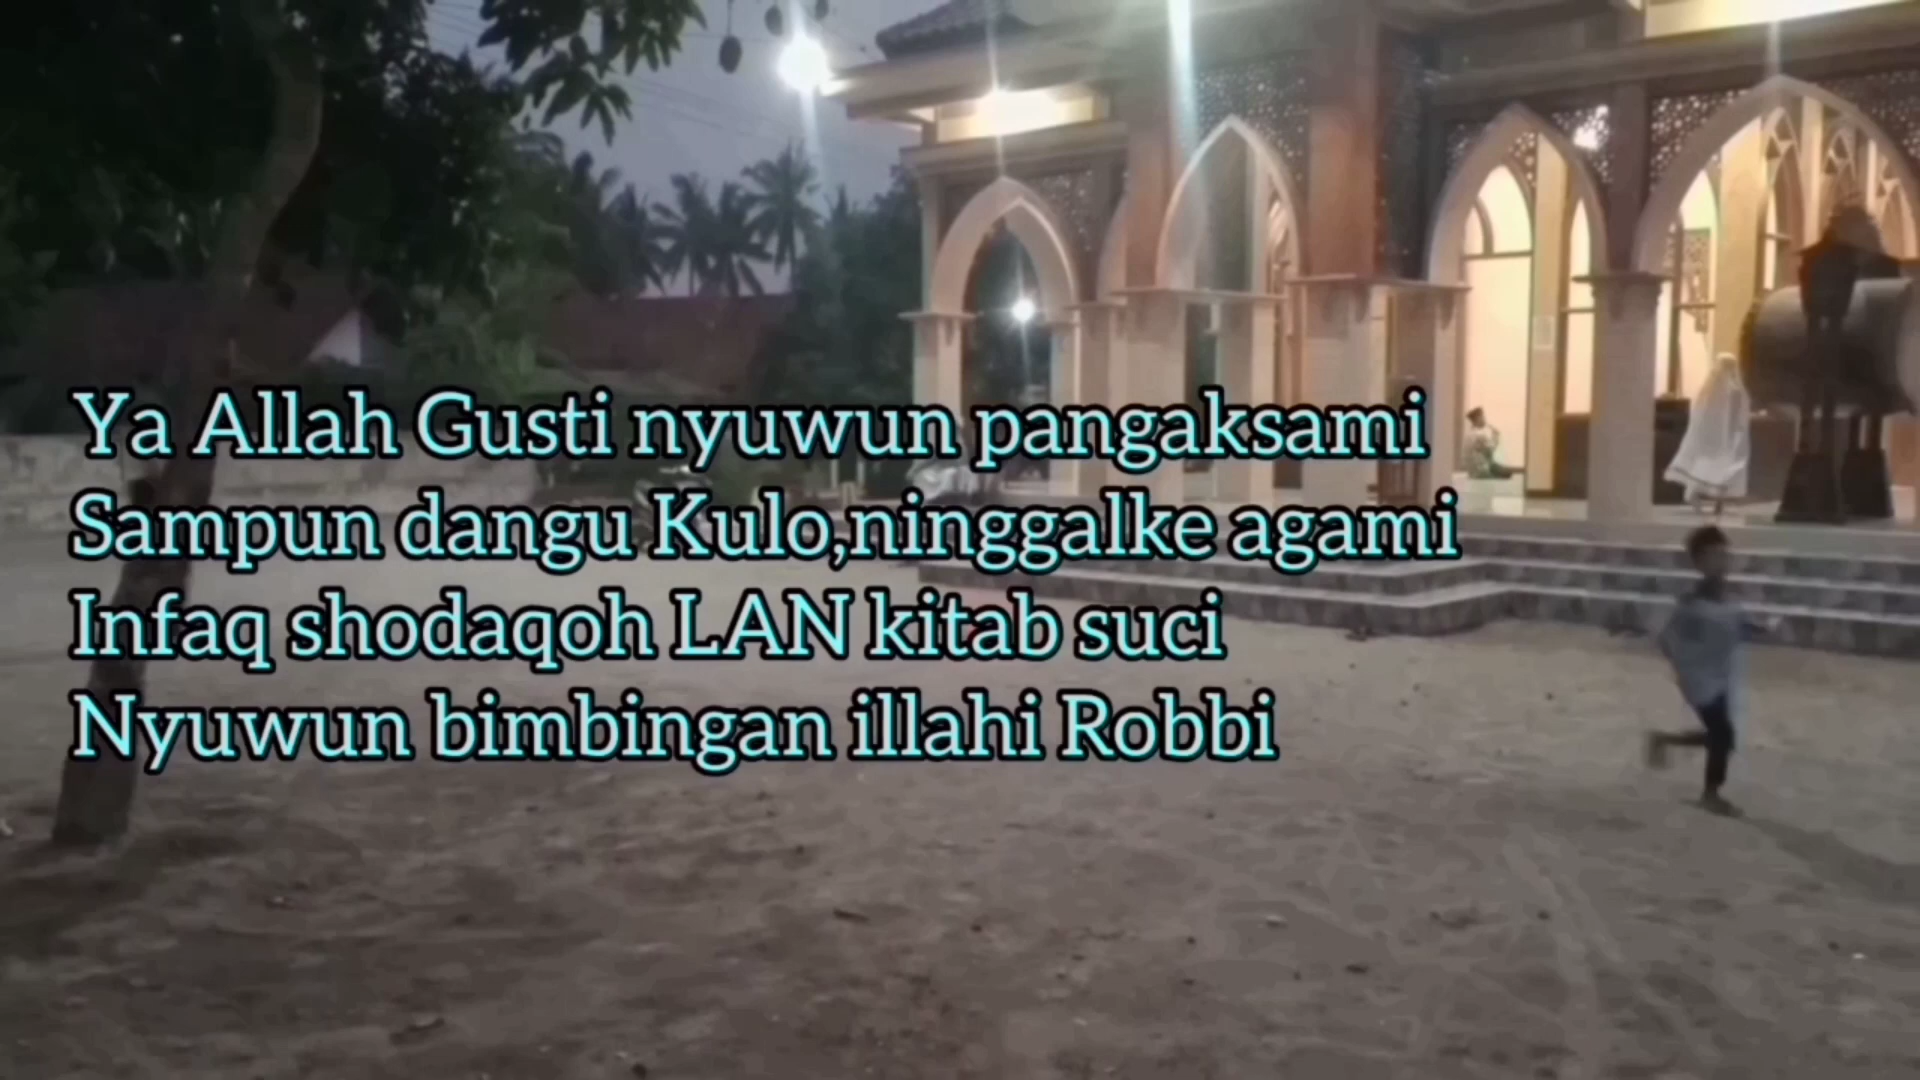 Ya Allah Gusti nyuwun pangaksami
Sampun dangu Kulo,ninggalke agami
Infaq shodaqoh LAN kitab suci
Nyuwun bimbingan illahi Robbi